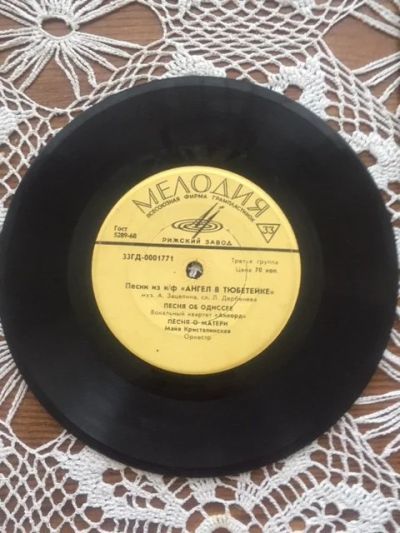 МЕЛОДИЯ
ВСЕСОЮЗНАЯ ФИРМА ГРАМПЛАСТИНОК
33
Гост
5289-68
РИЖСКИЙ ЗАВОД
33ГД-0001771
Третья группа
Цена 70 коп.
Песни из к/ф «АНГЕЛ В ТЮБЕТЕЙКЕ»
муз. А. Зацепина, сл. Л. Дербенева
ПЕСНЯ ОБ ОДИССЕЕ
Вокальный квартет «Аккорд»
ПЕСНЯ О МАТЕРИ
Майя Кристалинская
Оркестр